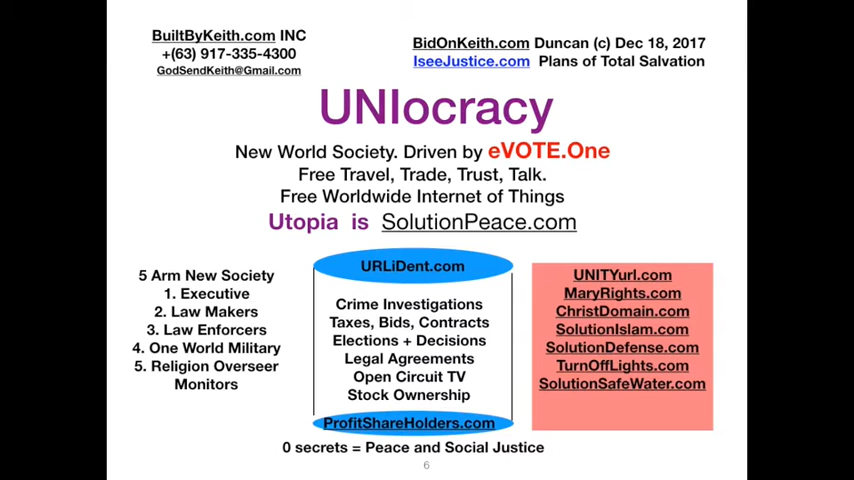 BuiltByKeith.com INC
+(63) 917-335-4300
GodSendKeith@Gmail.com
BidOnKeith.com Duncan (c) Dec 18, 2017
IseeJustice.com Plans of Total Salvation
UNIocracy
New World Society. Driven by eVOTE.One
Free Travel, Trade, Trust, Talk.
Free Worldwide Internet of Things
Utopia is SolutionPeace.com
5 Arm New Society
1. Executive
2. Law Makers
3. Law Enforcers
4. One World Military
5. Religion Overseer
Monitors
URLiDent.com
Crime Investigations
Taxes, Bids, Contracts
Elections + Decisions
Legal Agreements
Open Circuit TV
Stock Ownership
ProfitShareHolders.com
UNITYurl.com
MaryRights.com
ChristDomain.com
SolutionIslam.com
SolutionDefense.com
TurnOffLights.com
SolutionSafeWater.com
0 secrets = Peace and Social Justice
6